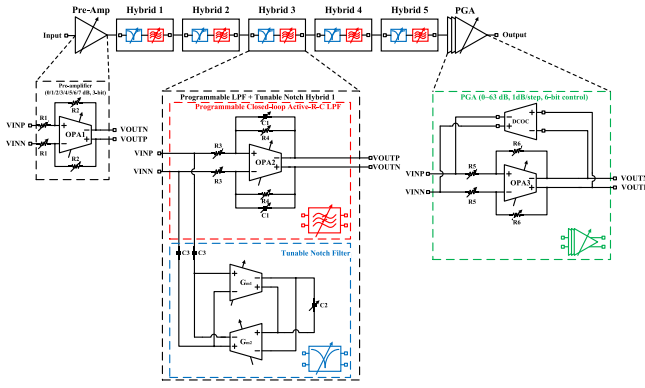 Pre-Amp Hybrid 1 Hybrid 2 Hybrid 3 Hybrid 4 Hybrid 5 PGA
Input Output
Pre-amplifier
(0/1/2/3/4/5/6/7 dB, 3-bit)
R2
VINP R1 OPA1 VOUTN
VINN R1 VOUTP
R2
Programmable LPF + Tunable Notch Hybrid 1
Programmable Closed-loop Active-R-C LPF
C1
R4
VINP R3 OPA2 VOUTP
VINN R3 VOUTN
R4
C1
C3 C3
Tunable Notch Filter
Gm1
C2
Gm2
PGA (0~63 dB, 1dB/step, 6-bit control)
DCOC
R6
VINP R5 OPA3 VOUTN
VINN R5 VOUTP
R6